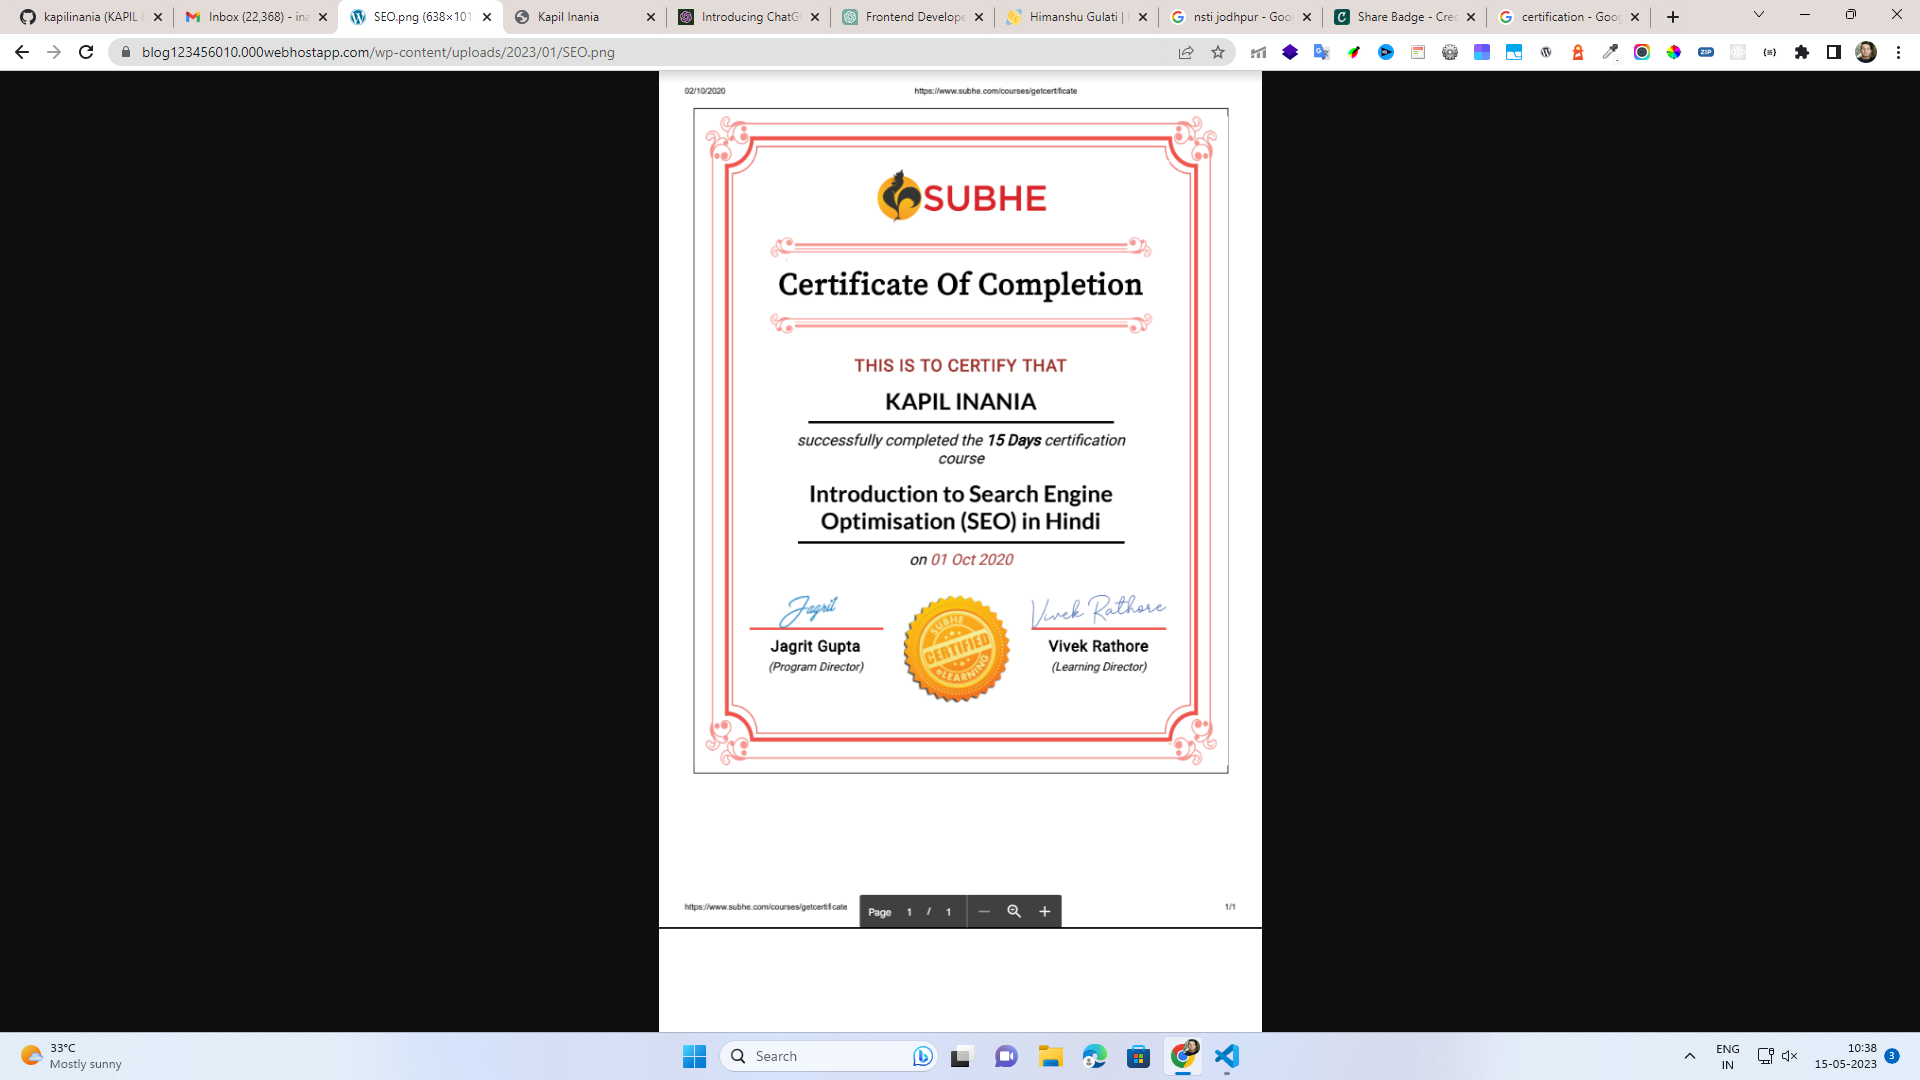 kapilinania (KAPIL
Inbox (22,368) - ina
SEO.png (638×101
Kapil Inania
Introducing ChatG
Frontend Develope
Himanshu Gulati |
nsti jodhpur - Goo
Share Badge - Cred
certification - Goog
blog123456010.000webhostapp.com/wp-content/uploads/2023/01/SEO.png
02/10/2020 https://www.subhe.com/courses/getcertificate
SUBHE
Certificate Of Completion
THIS IS TO CERTIFY THAT
KAPIL INANIA
successfully completed the 15 Days certification
course
Introduction to Search Engine
Optimisation (SEO) in Hindi
on 01 Oct 2020
Jagrit Vivek Rathore
Jagrit Gupta Vivek Rathore
(Program Director) (Learning Director)
SUBHE
CERTIFIED
eLEARNING
https://www.subhe.com/courses/getcertificate 1/1
Page 1 / 1
33°C
Mostly sunny
Search
ENG
IN
10:38
15-05-2023
3
ZIP